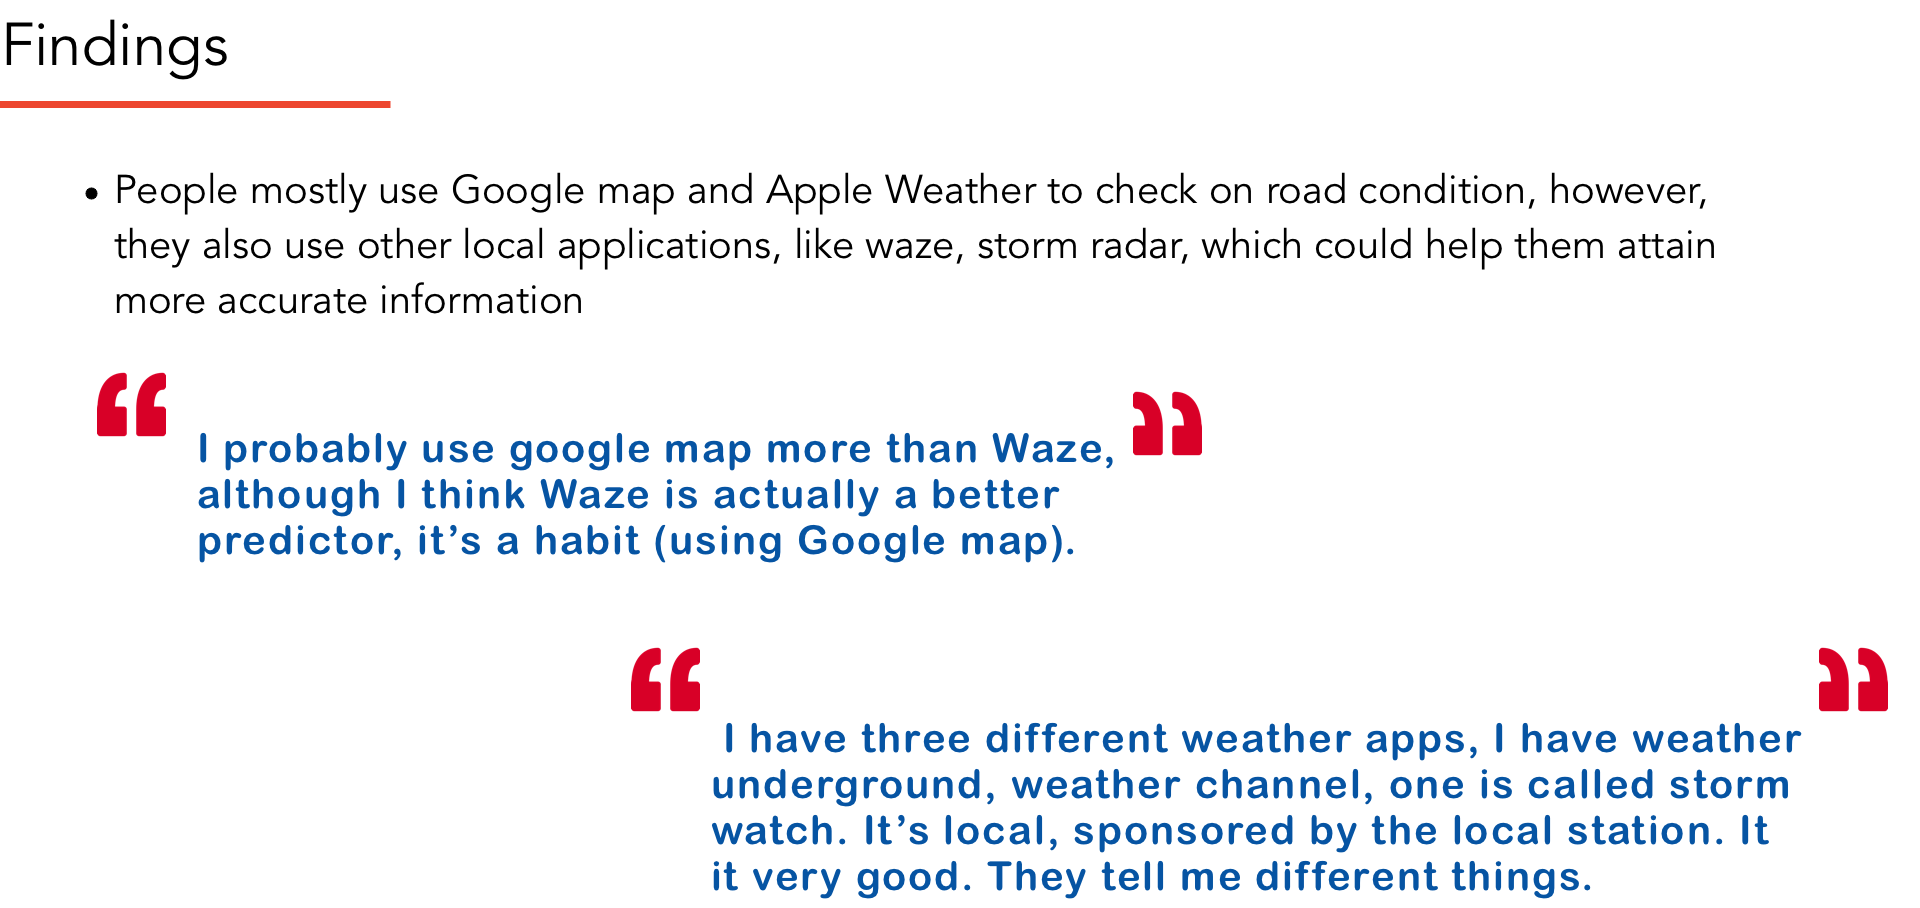 Findings
• People mostly use Google map and Apple Weather to check on road condition, however,
they also use other local applications, like waze, storm radar, which could help them attain
more accurate information
“ I probably use google map more than Waze, ”
although I think Waze is actually a better
predictor, it’s a habit (using Google map).
“ I have three different weather apps, I have weather ”
underground, weather channel, one is called storm
watch. It’s local, sponsored by the local station. It
it very good. They tell me different things.